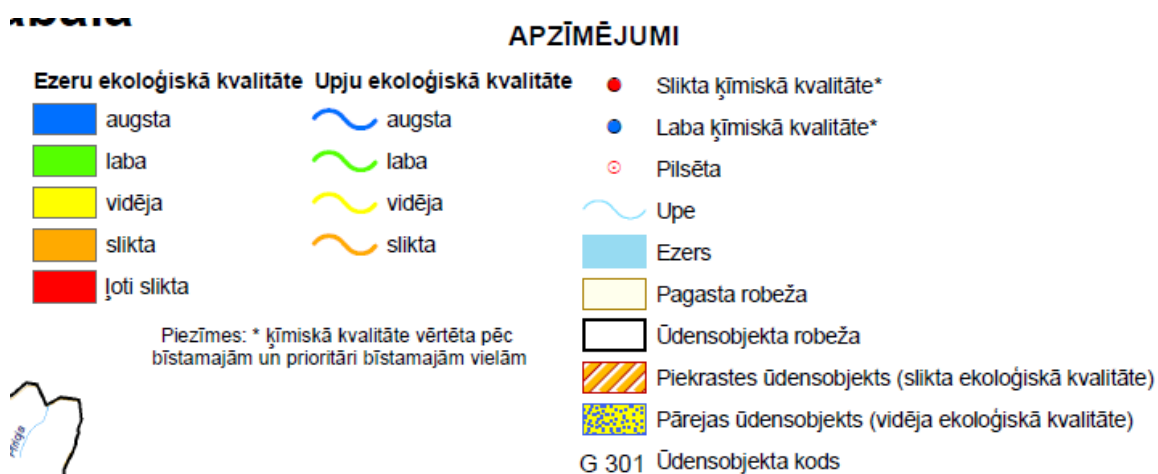 APZĪMĒJUMI
Ezeru ekoloģiskā kvalitāte
augsta
laba
vidēja
slikta
ļoti slikta
Upju ekoloģiskā kvalitāte
augsta
laba
vidēja
slikta
Piezīmes: * ķīmiskā kvalitāte vērtēta pēc
bīstamajām un prioritāri bīstamajām vielām
Slikta ķīmiskā kvalitāte*
Laba ķīmiskā kvalitāte*
Pilsēta
Upe
Ezers
Pagasta robeža
Ūdensobjekta robeža
Piekrastes ūdensobjekts (slikta ekoloģiskā kvalitāte)
Pārejas ūdensobjekts (vidēja ekoloģiskā kvalitāte)
G 301 Ūdensobjekta kods